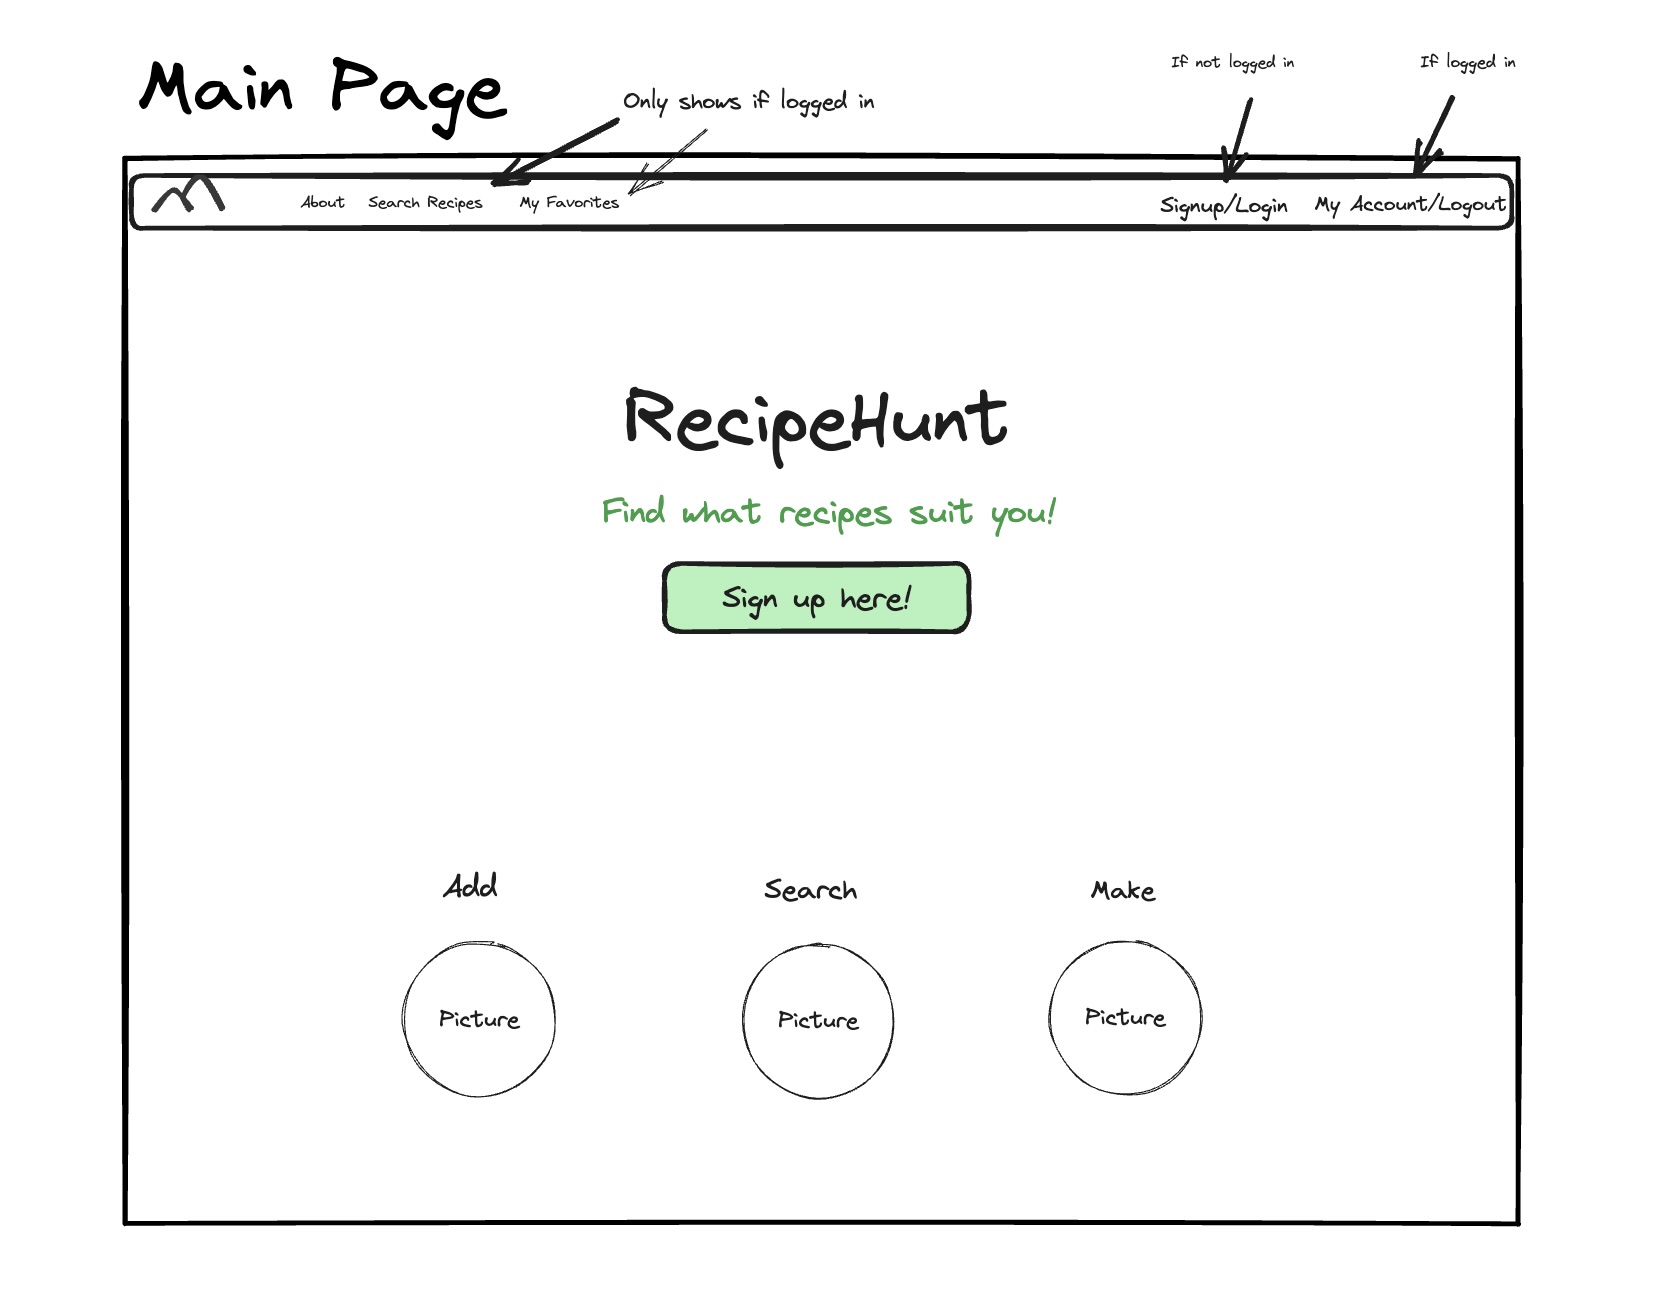 Main Page
Only shows if logged in
If not logged in
If logged in
About Search Recipes My Favorites Signup/Login My Account/Logout
RecipeHunt
Find what recipes suit you!
Sign up here!
Add Search Make
Picture Picture Picture